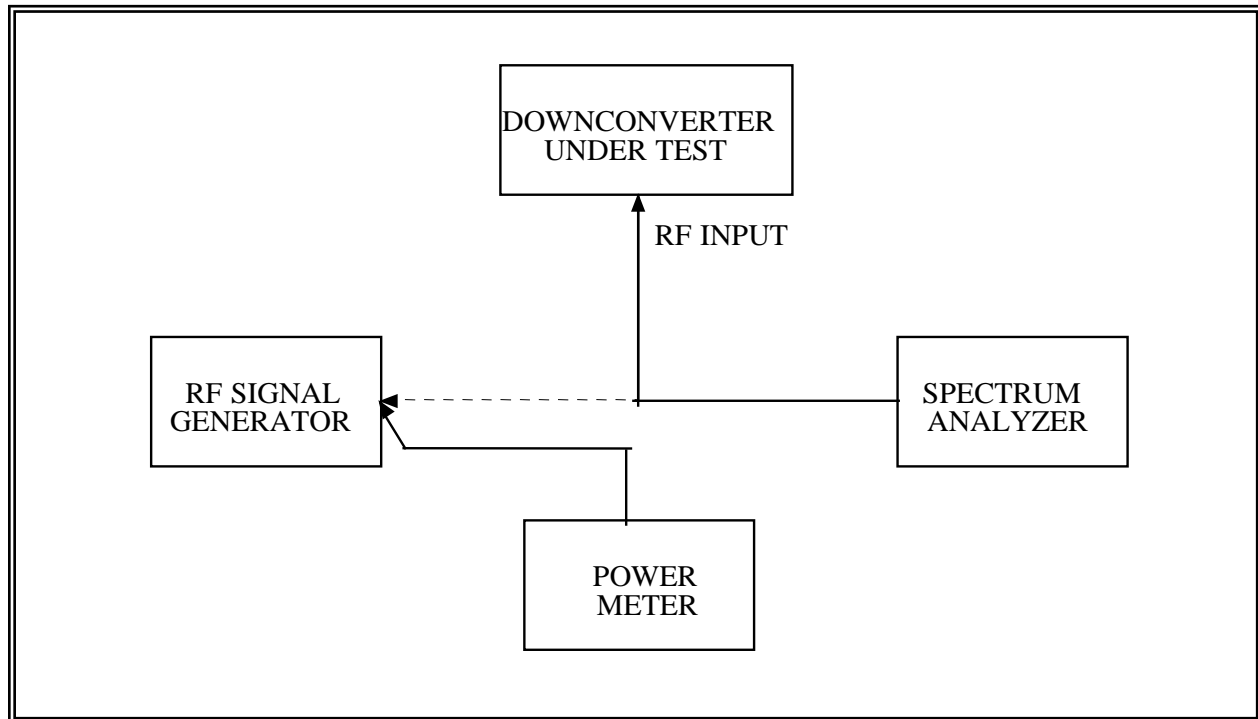 DOWNCONVERTER
UNDER TEST
RF INPUT
RF SIGNAL
GENERATOR
SPECTRUM
ANALYZER
POWER
METER